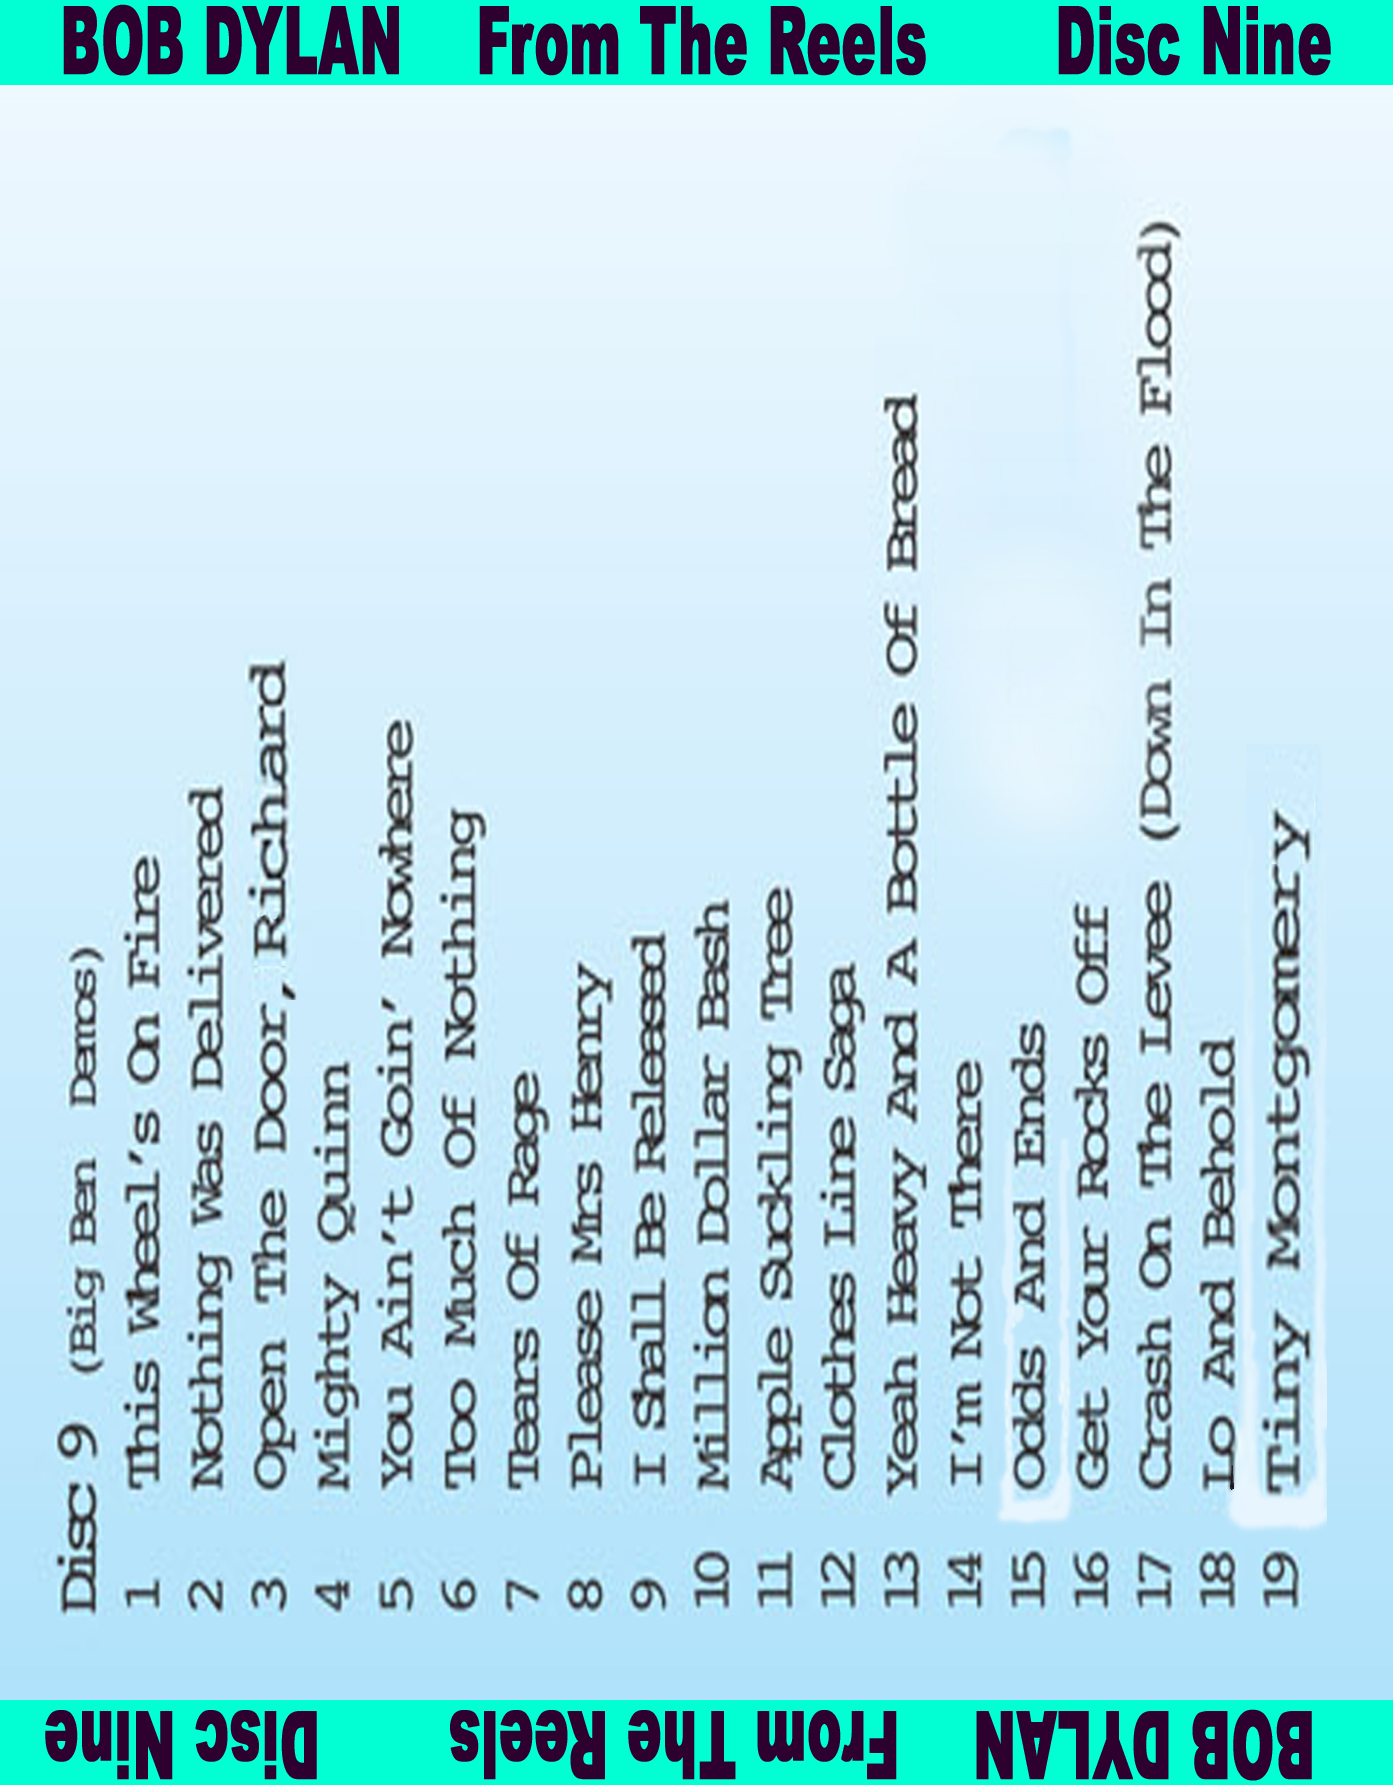 BOB DYLAN From The Reels Disc Nine
Disc 9 (Big Ben Demos)
1 This Wheel's On Fire
2 Nothing Was Delivered
3 Open The Door, Richard
4 Mighty Quinn
5 You Ain't Goin' Nowhere
6 Too Much Of Nothing
7 Tears Of Rage
8 Please Mrs Henry
9 I Shall Be Released
10 Million Dollar Bash
11 Apple Suckling Tree
12 Clothes Line Saga
13 Yeah Heavy And A Bottle Of Bread
14 I'm Not There
15 Odds And Ends
16 Get Your Rocks Off
17 Crash On The Levee (Down In The Flood)
18 Lo And Behold
19 Tiny Montgomery
BOB DYLAN From The Reels Disc Nine